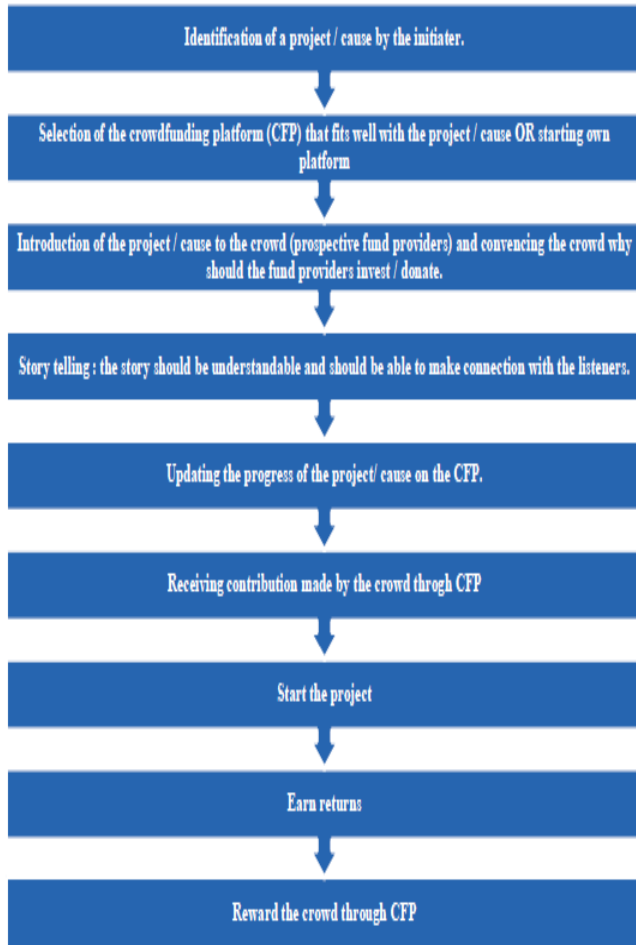 Identification of a project / cause by the initiater.
Selection of the crowdfunding platform (CFP) that fits well with the project / cause OR starting own
platform
Introduction of the project / cause to the crowd (prospective fund providers) and convencing the crowd why
should the fund providers invest / donate.
Story telling : the story should be understandable and should be able to make connection with the listeners.
Updating the progress of the project/ cause on the CFP.
Receiving contribution made by the crowd throgh CFP
Start the project
Earn returns
Reward the crowd through CFP